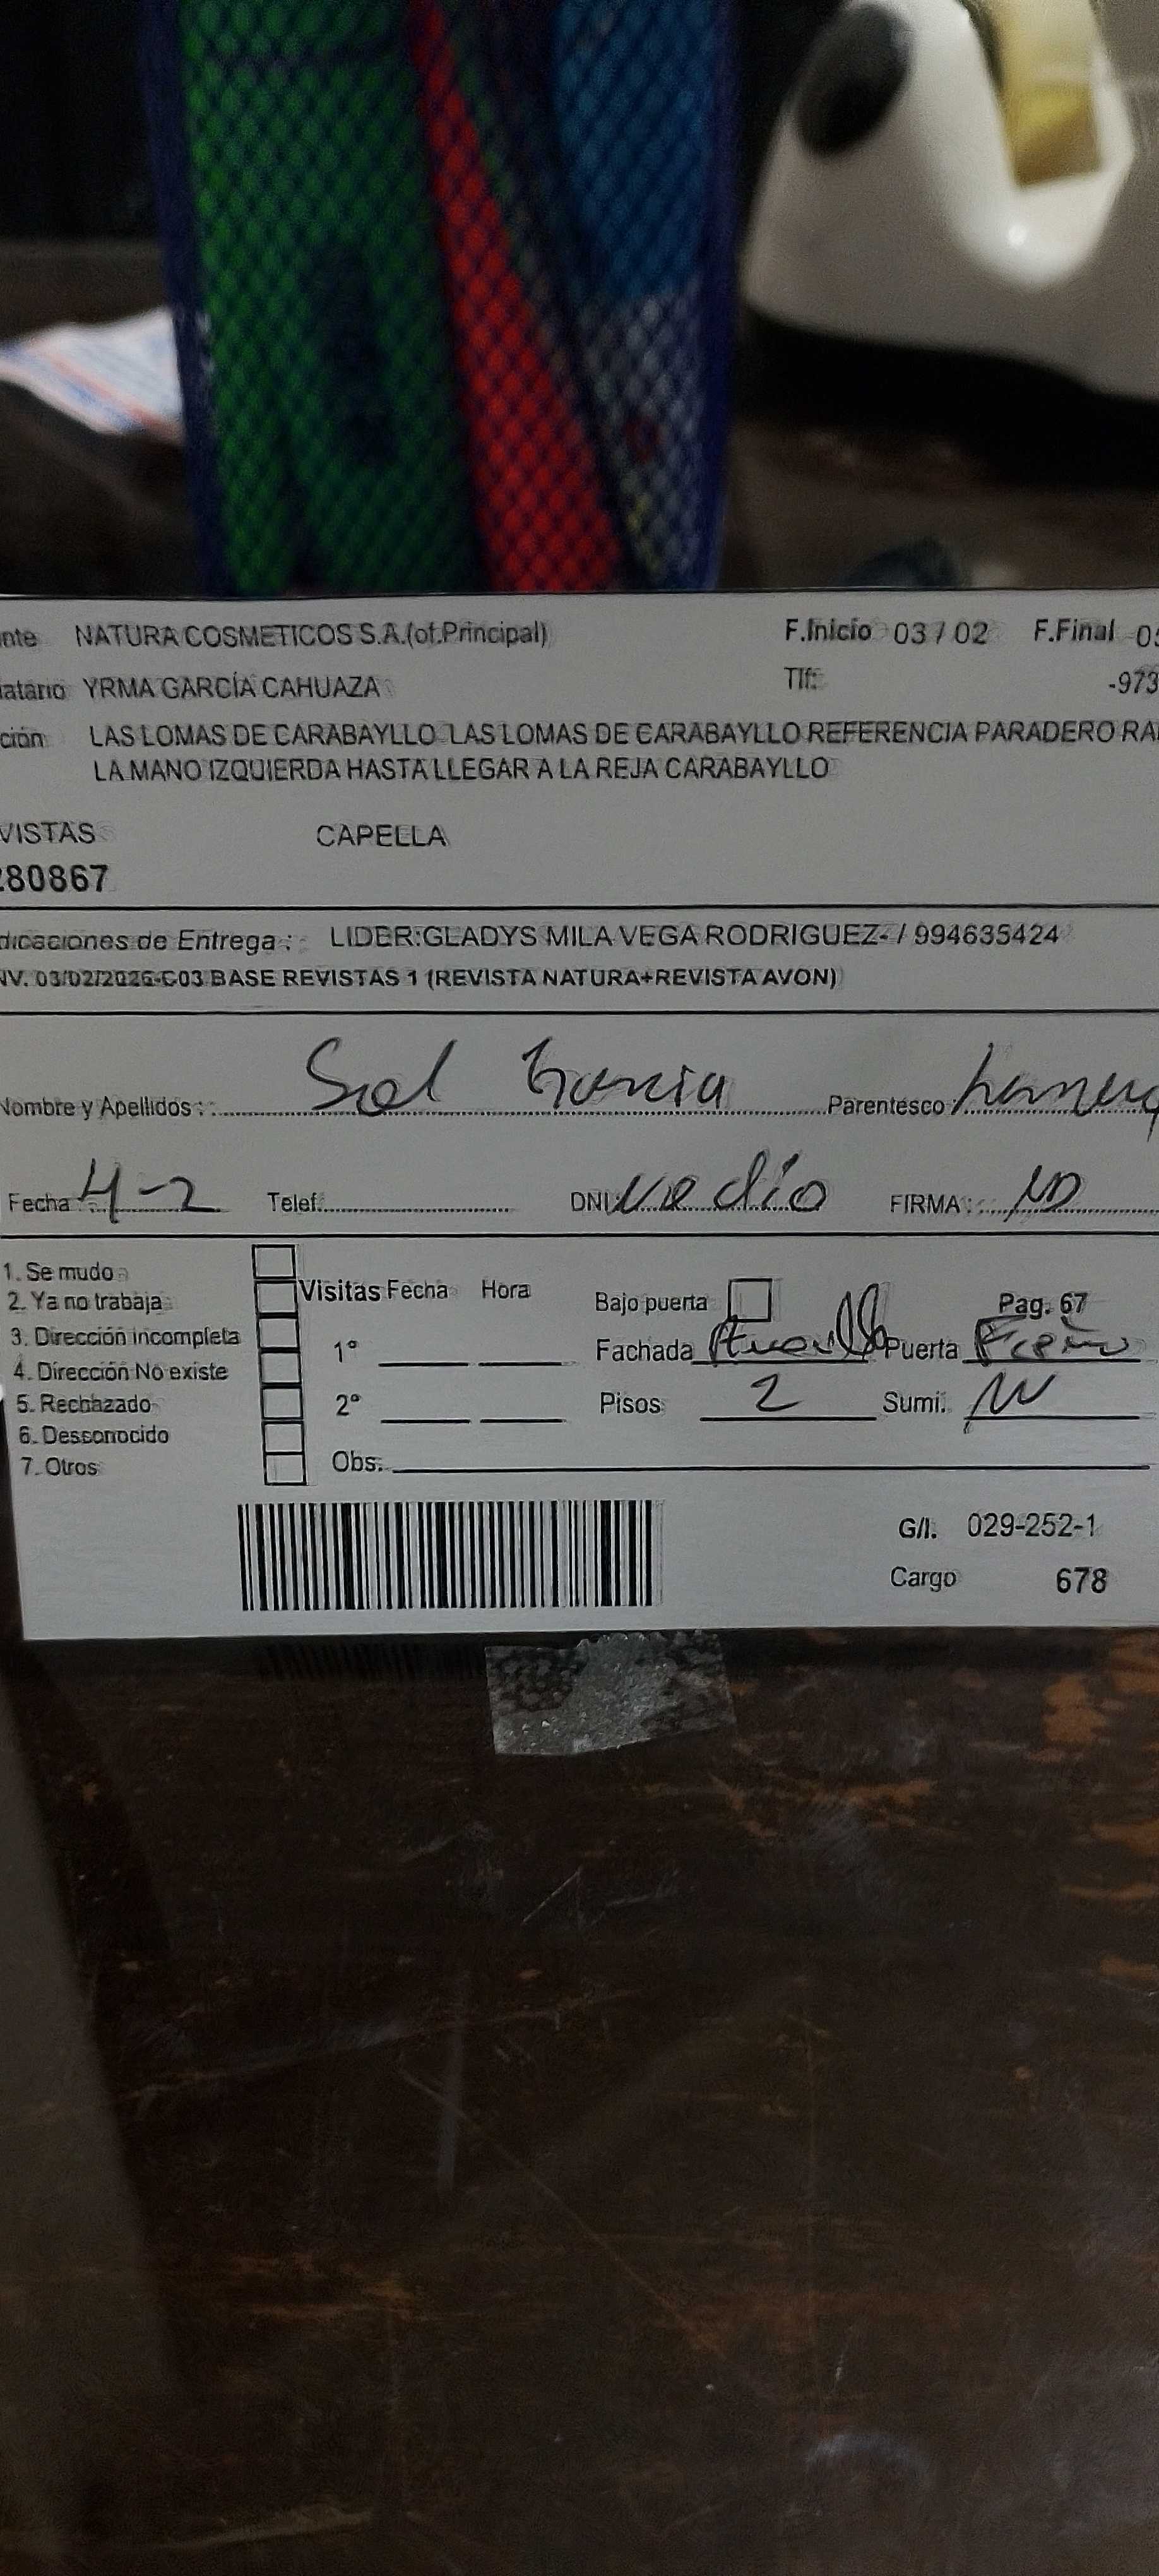 nte NATURA COSMETICOS S.A.(of.Principal) F.Inicio 03 / 02 F.Final 05
latario YRMA GARCÍA CAHUAZA Tlf: -973
ción LAS LOMAS DE CARABAYLLO LAS LOMAS DE CARABAYLLO REFERENCIA PARADERO RA
LA MANO IZQUIERDA HASTA LLEGAR A LA REJA CARABAYLLO
VISTAS CAPELLA
280867
dicaciones de Entrega : LIDER:GLADYS MILA VEGA RODRIGUEZ- / 994635424
NV. 03/02/2026-C03 BASE REVISTAS 1 (REVISTA NATURA+REVISTA AVON)
Nombre y Apellidos : Sol Garcia Parentesco
Fecha : 4-2 Telef. DNI: no dio FIRMA : ND
1. Se mudo
2. Ya no trabaja
3. Dirección incompleta
4. Dirección No existe
5. Rechazado
6. Desconocido
7. Otros
Visitas Fecha Hora
1°
2°
Obs.
Bajo puerta Pag. 67
Fachada Puerta
Pisos 2 Sumi.
G/I. 029-252-1
Cargo 678